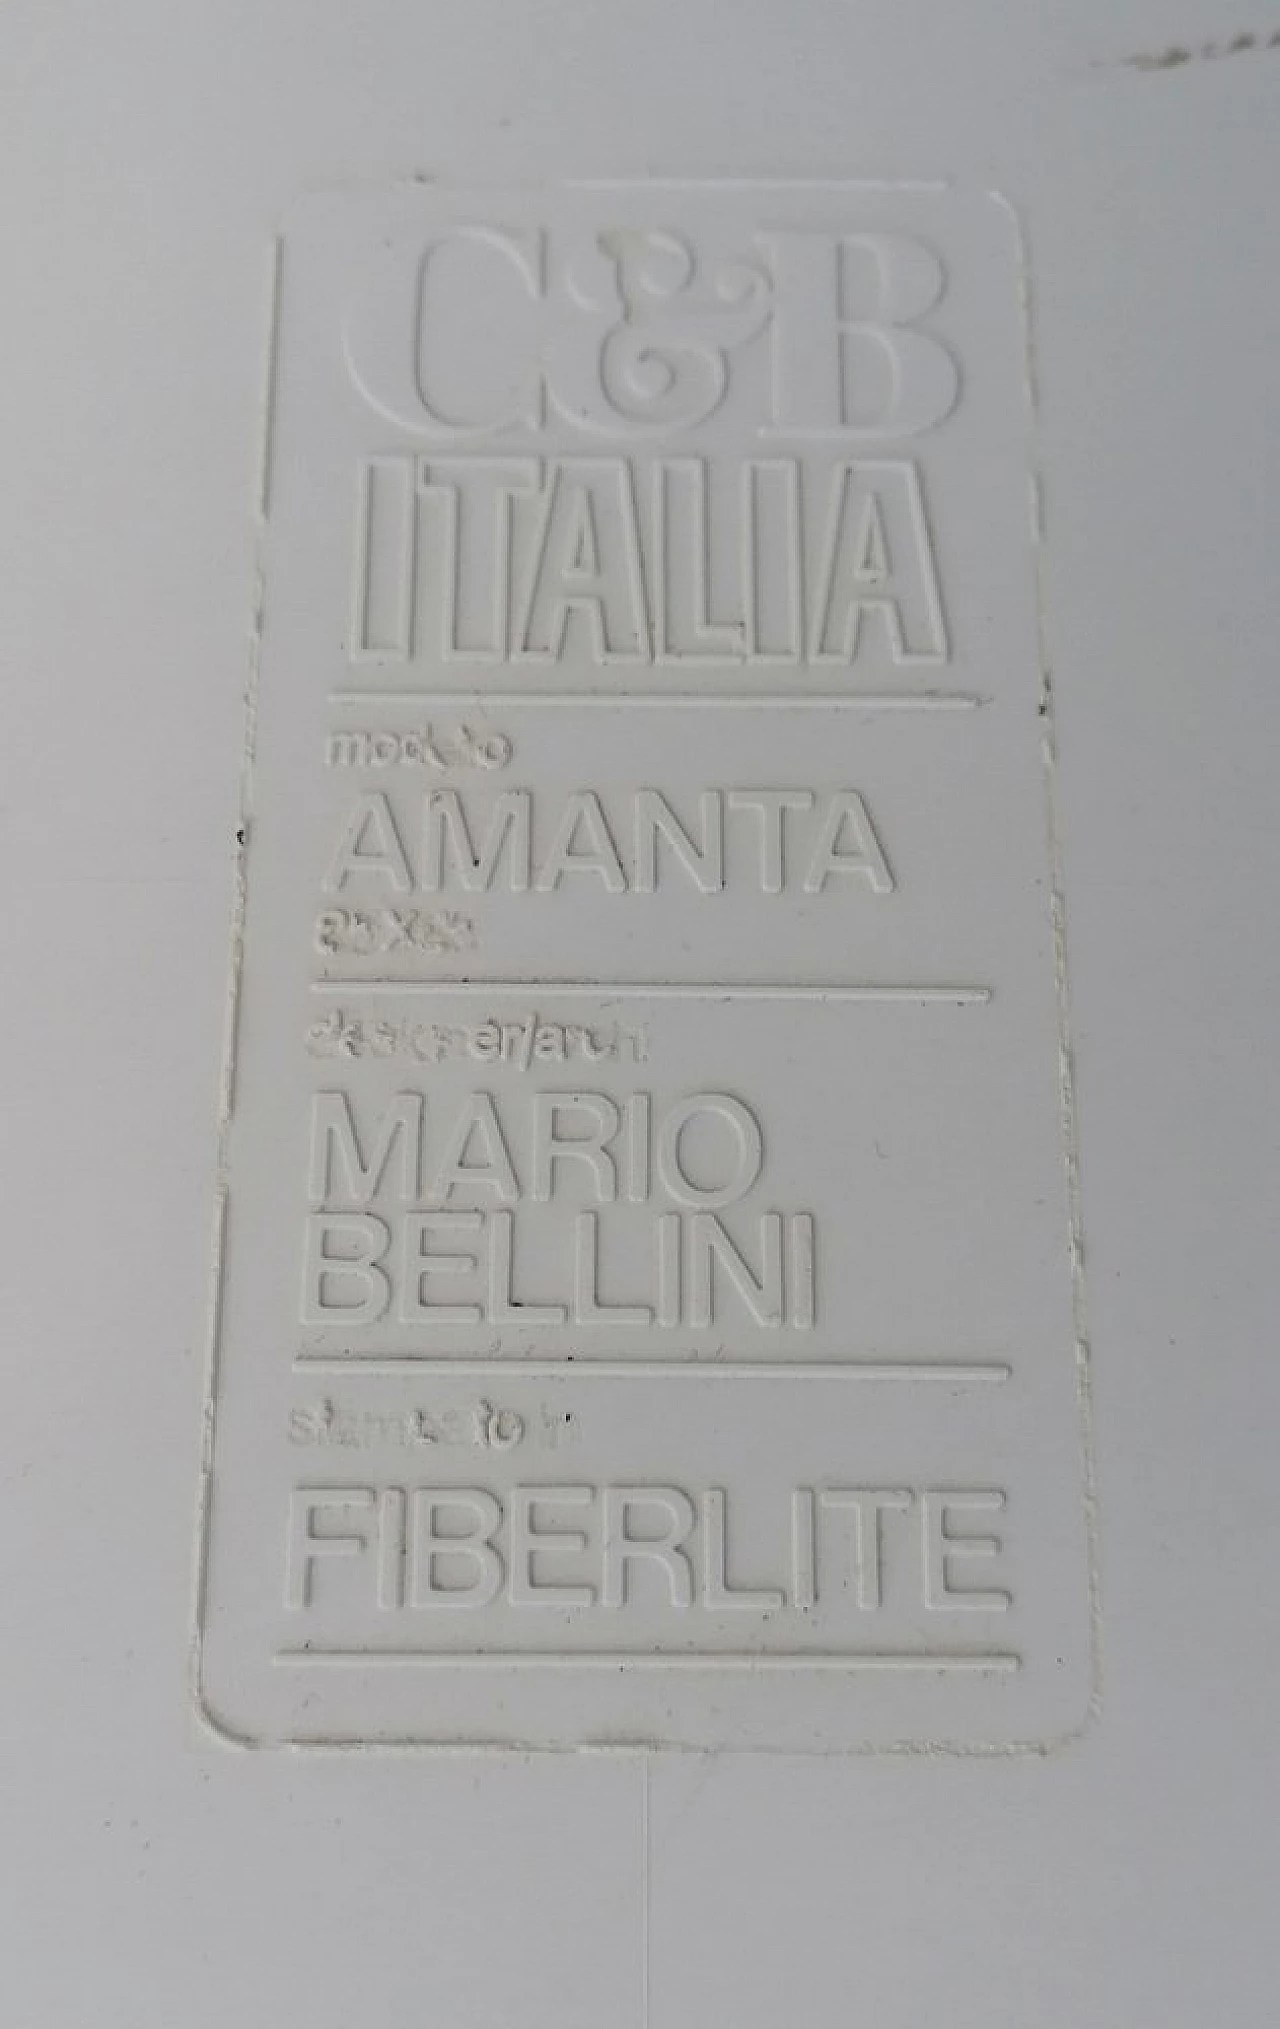 C&B
ITALIA
modello
AMANTA
designer/arch.
MARIO
BELLINI
stampato in
FIBERLITE